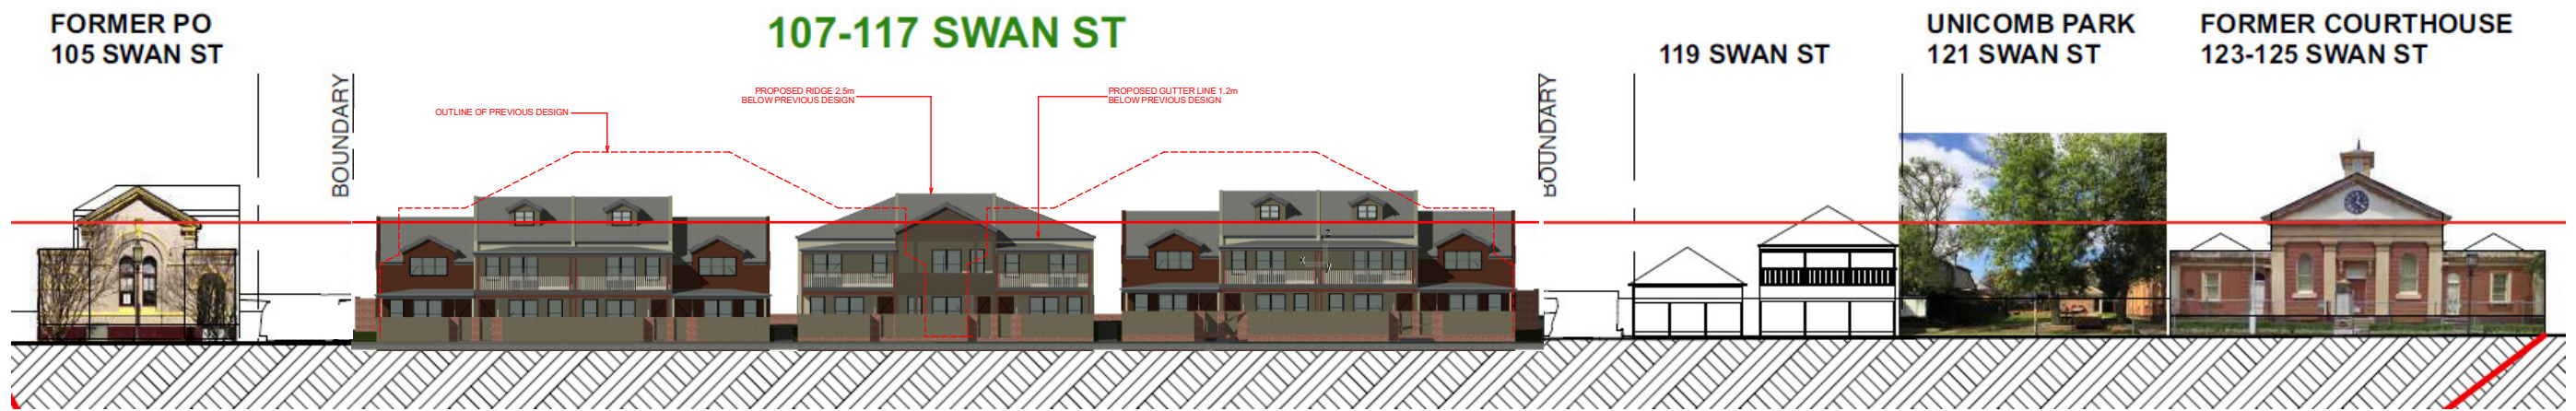 FORMER PO
105 SWAN ST
107-117 SWAN ST
119 SWAN ST
UNICOMB PARK
121 SWAN ST
FORMER COURTHOUSE
123-125 SWAN ST
BOUNDARY
OUTLINE OF PREVIOUS DESIGN
PROPOSED RIDGE 2.5m
BELOW PREVIOUS DESIGN
PROPOSED GUTTER LINE 1.2m
BELOW PREVIOUS DESIGN
BOUNDARY
Z
X
y